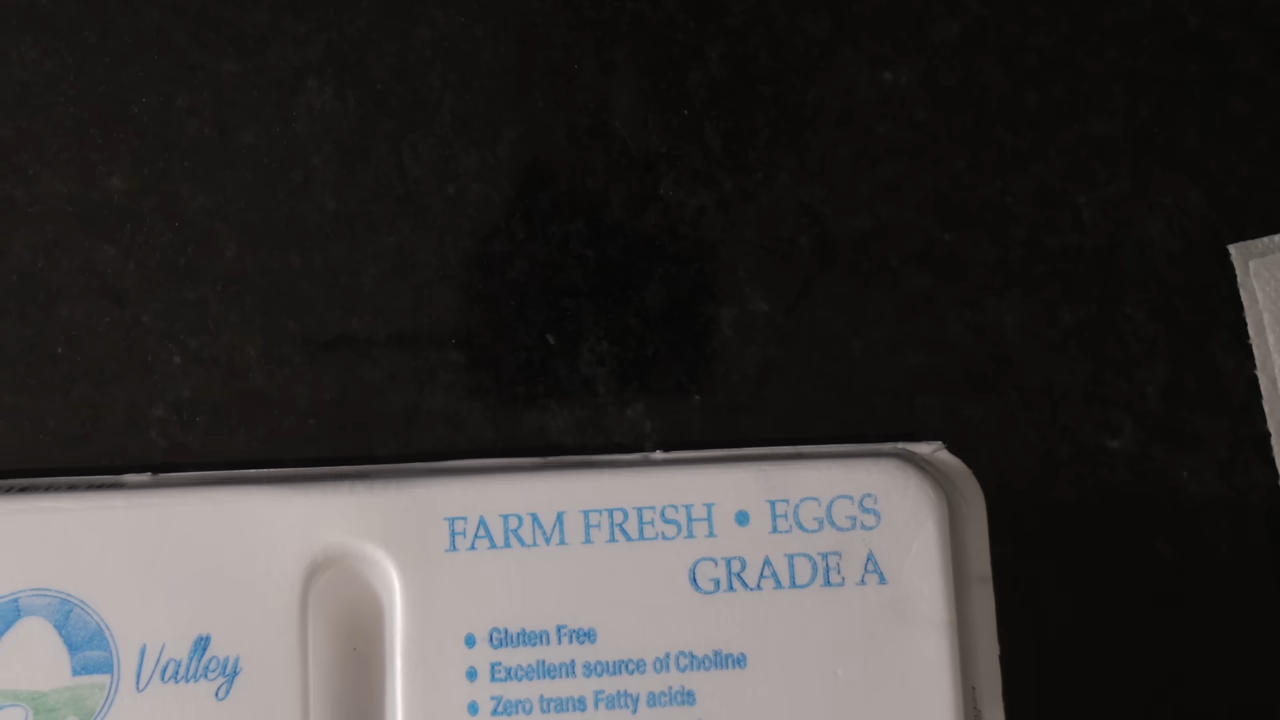 FARM FRESH • EGGS
GRADE A
Valley
• Gluten Free
• Excellent source of Choline
• Zero trans Fatty acids